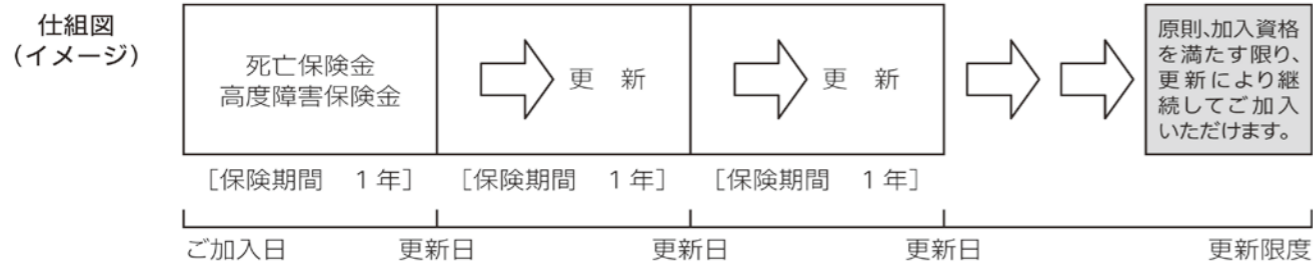 仕組図
（イメージ）
死亡保険金
高度障害保険金
更　新
更　新
原則、加入資格
を満たす限り、
更新により継
続してご加入
いただけます。
［保険期間　1年］
［保険期間　1年］
［保険期間　1年］
ご加入日
更新日
更新日
更新日
更新限度